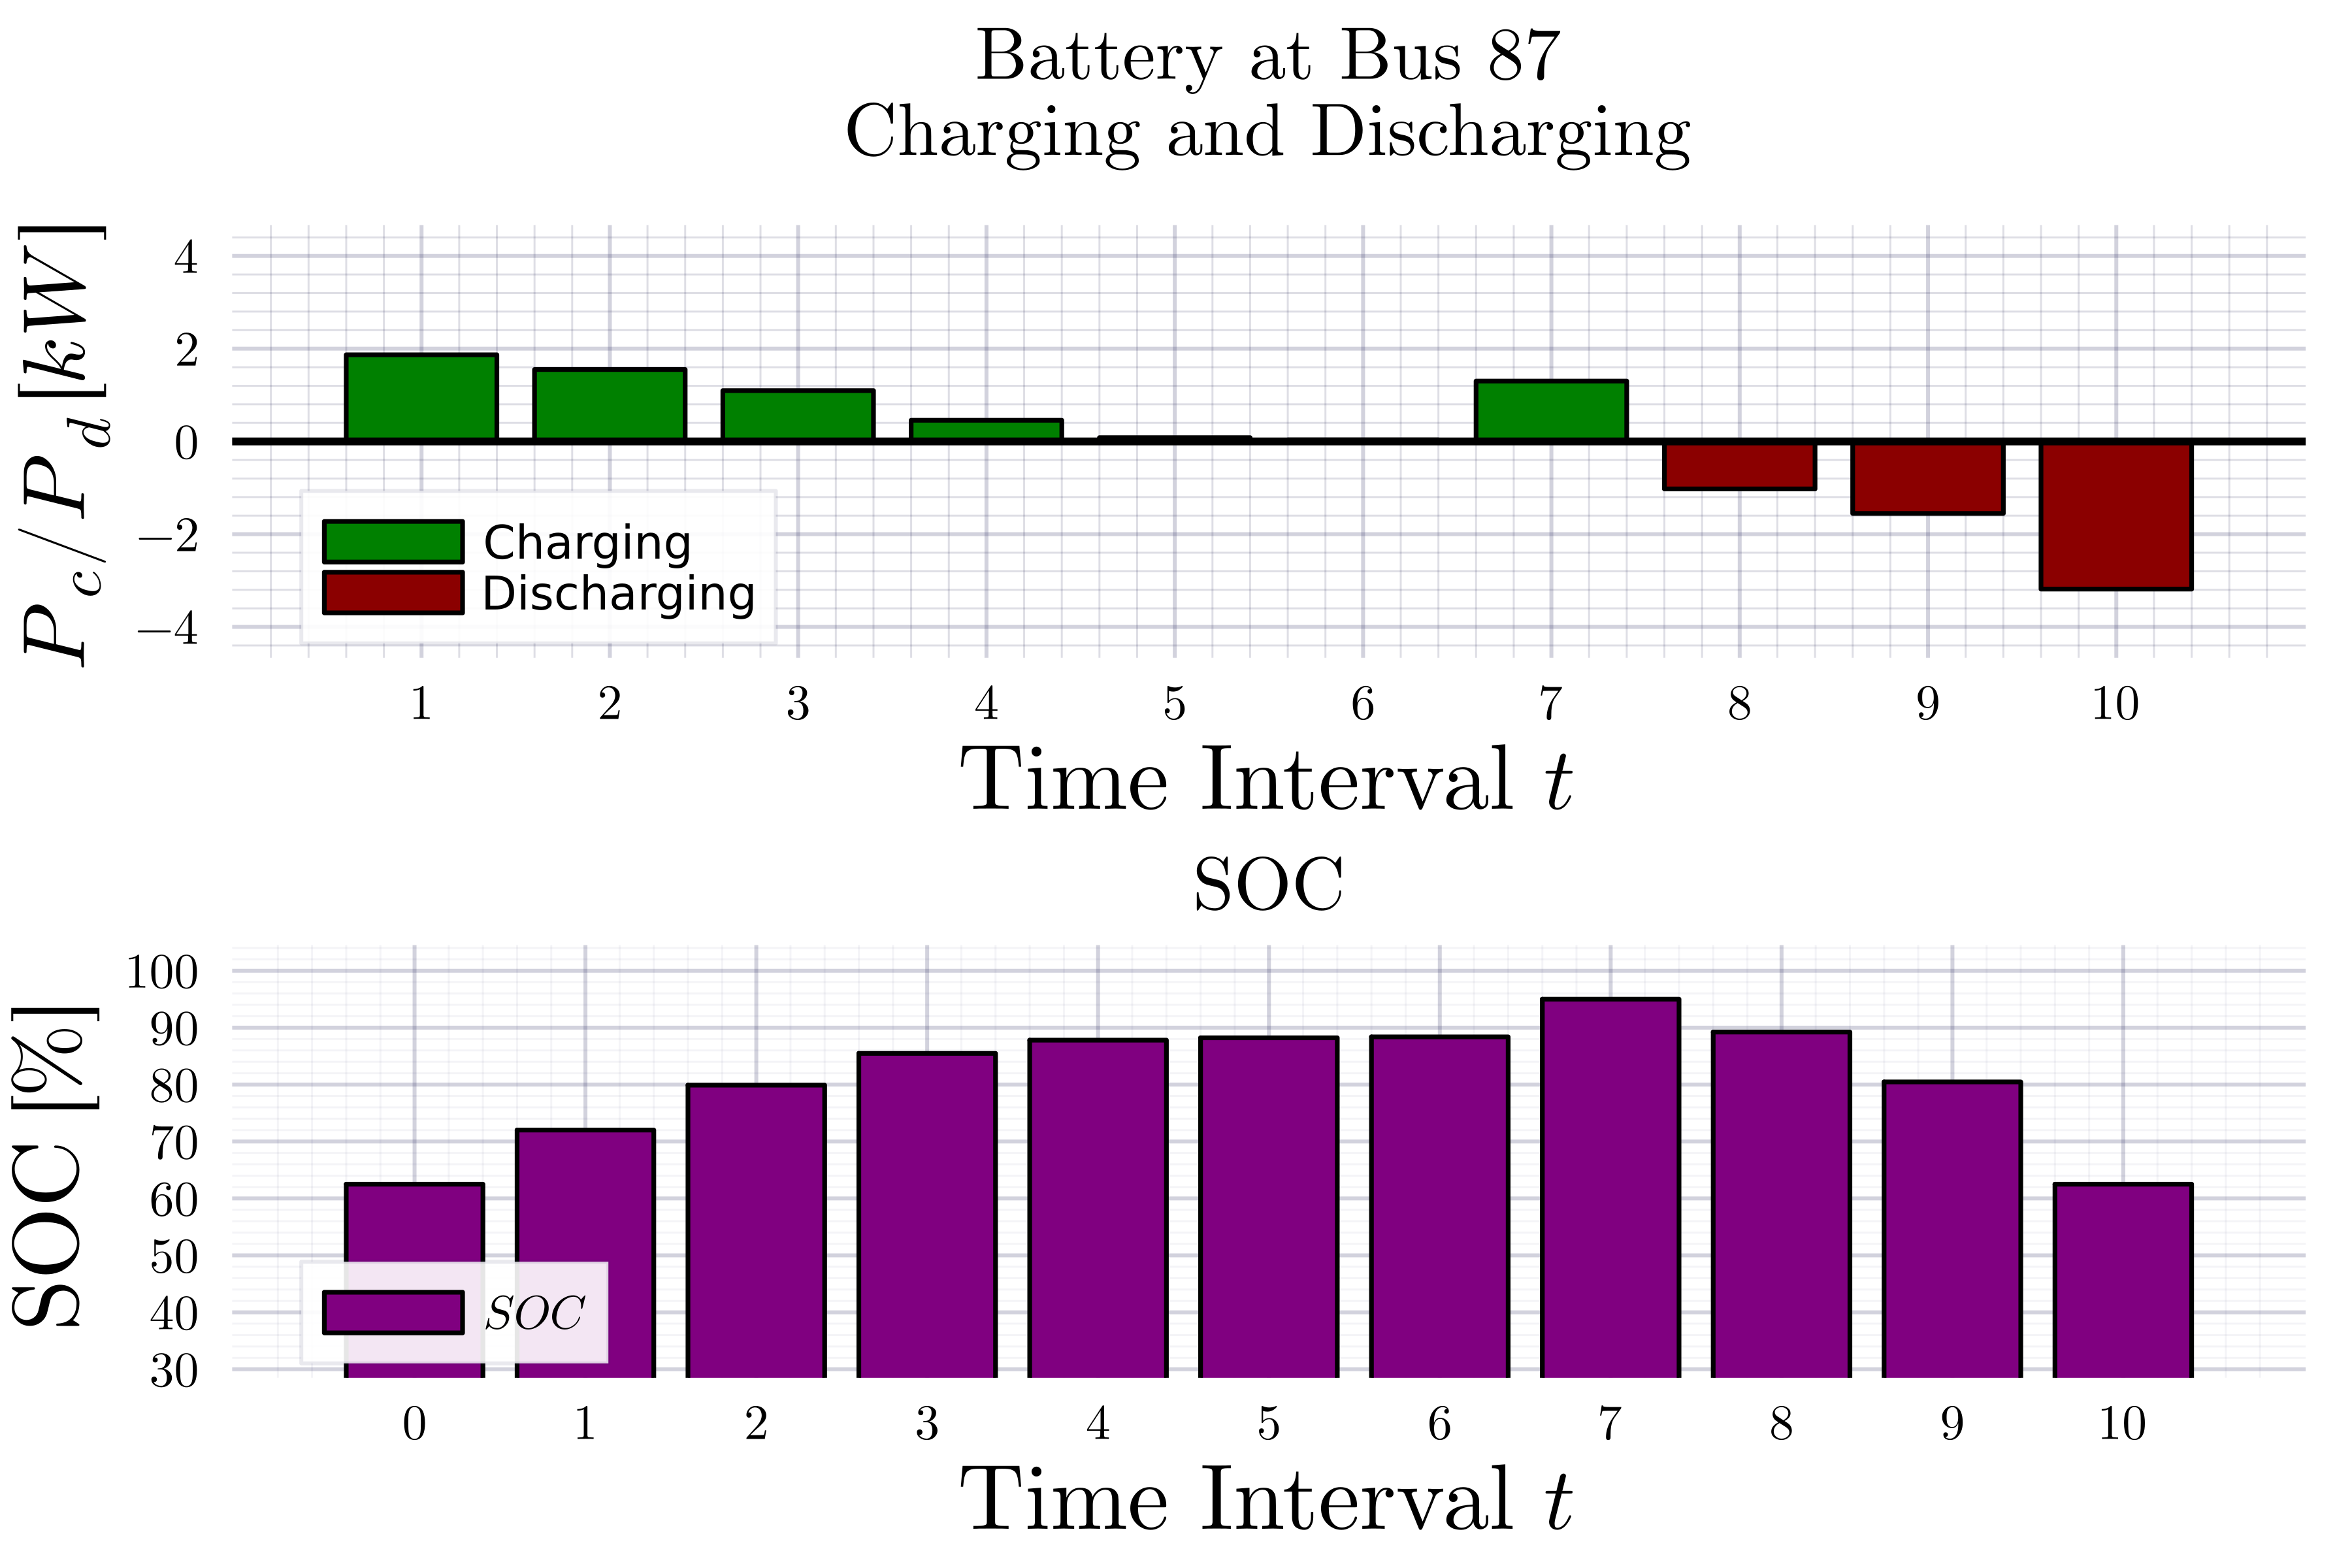 Battery at Bus 87
Charging and Discharging
P_c/P_d [kW]
4
2
0
−2
−4
Charging
Discharging
1 2 3 4 5 6 7 8 9 10
Time Interval t
SOC
SOC [%]
100
90
80
70
60
50
40
30
SOC
0 1 2 3 4 5 6 7 8 9 10
Time Interval t